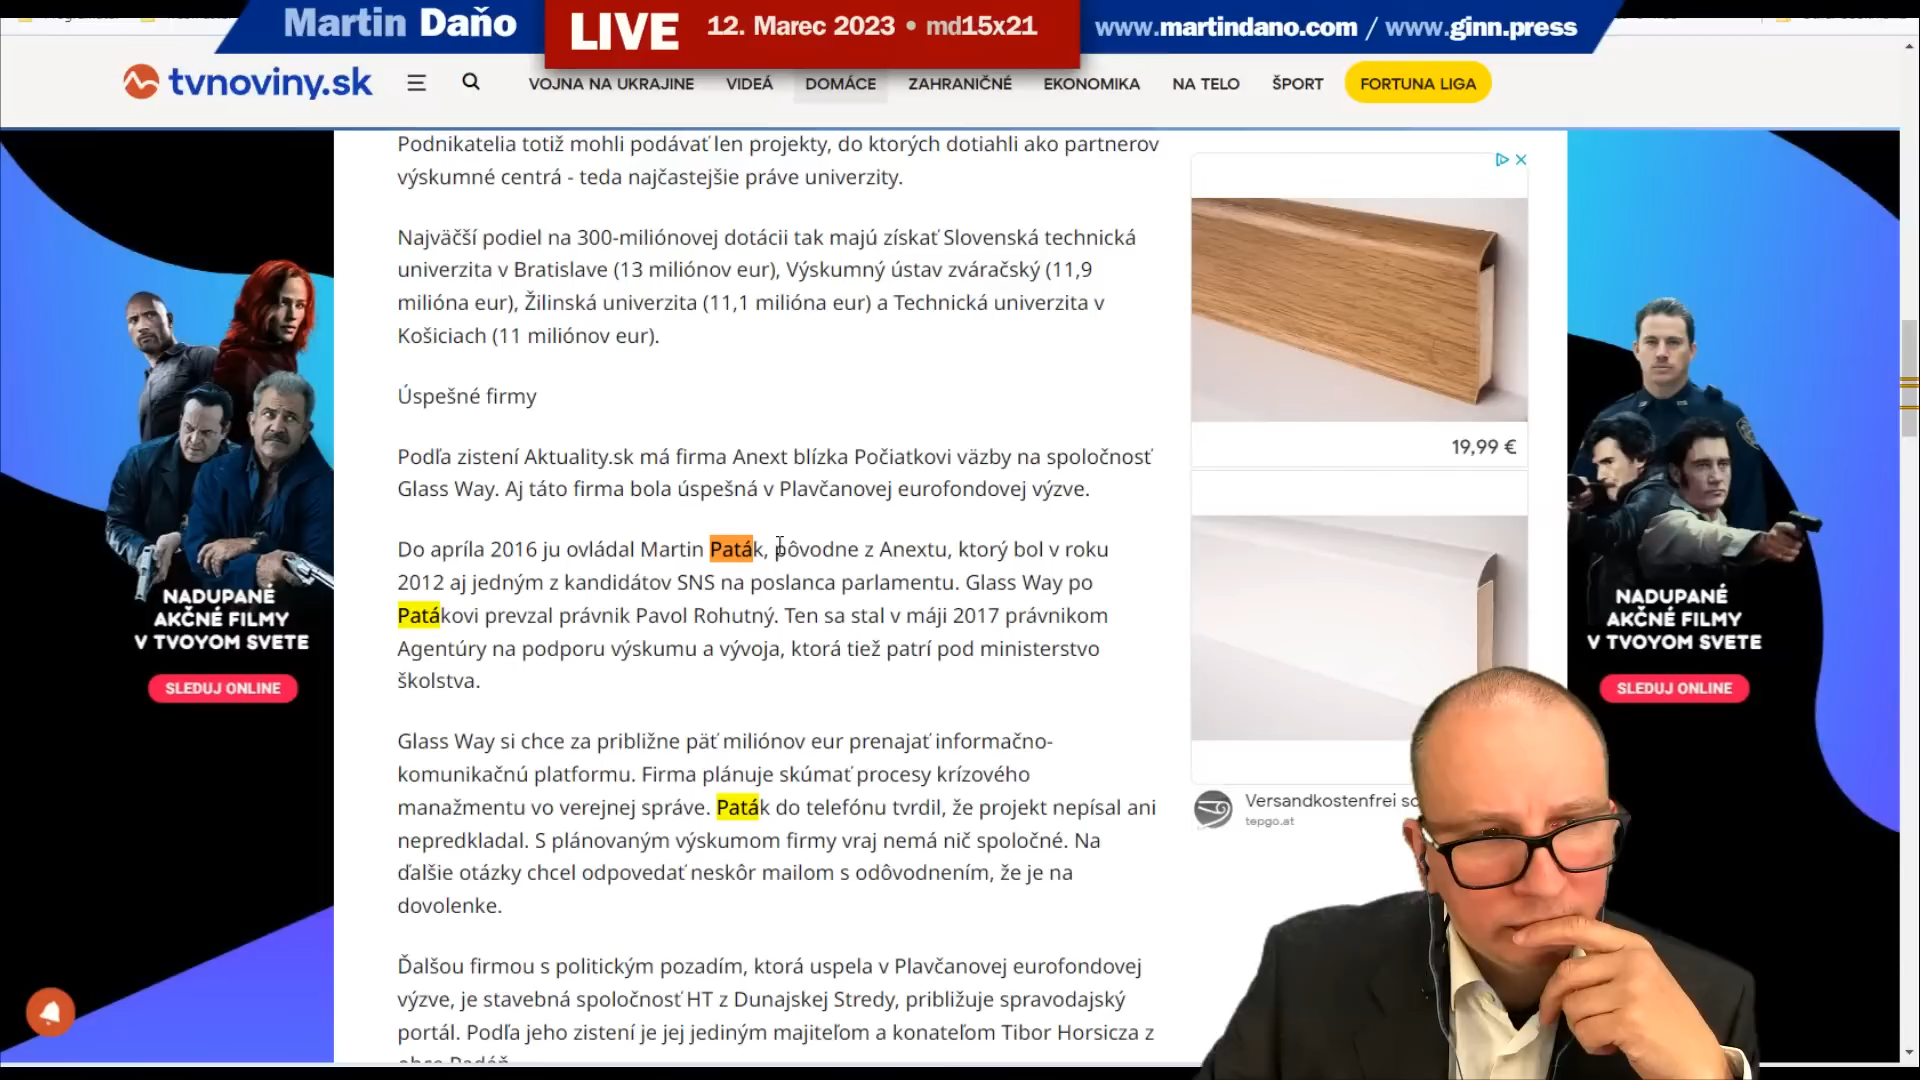 Martin Daňo
LIVE
12. Marec 2023 • md15x21
www.martindano.com / www.ginn.press
tvnoviny.sk
VOJNA NA UKRAJINE
VIDEÁ
DOMÁCE
ZAHRANIČNÉ
EKONOMIKA
NA TELO
ŠPORT
FORTUNA LIGA
Podnikatelia totiž mohli podávať len projekty, do ktorých dotiahli ako partnerov
výskumné centrá - teda najčastejšie práve univerzity.
Najväčší podiel na 300-miliónovej dotácii tak majú získať Slovenská technická
univerzita v Bratislave (13 miliónov eur), Výskumný ústav zváračský (11,9
milióna eur), Žilinská univerzita (11,1 milióna eur) a Technická univerzita v
Košiciach (11 miliónov eur).
Úspešné firmy
Podľa zistení Aktuality.sk má firma Anext blízka Počiatkovi väzby na spoločnosť
Glass Way. Aj táto firma bola úspešná v Plavčanovej eurofondovej výzve.
Do apríla 2016 ju ovládal Martin Paták, pôvodne z Anextu, ktorý bol v roku
2012 aj jedným z kandidátov SNS na poslanca parlamentu. Glass Way po
Patákovi prevzal právnik Pavol Rohutný. Ten sa stal v máji 2017 právnikom
Agentúry na podporu výskumu a vývoja, ktorá tiež patrí pod ministerstvo
školstva.
Glass Way si chce za približne päť miliónov eur prenajať informačno-
komunikačnú platformu. Firma plánuje skúmať procesy krízového
manažmentu vo verejnej správe. Paták do telefónu tvrdil, že projekt nepísal ani
nepredkladal. S plánovaným výskumom firmy vraj nemá nič spoločné. Na
ďalšie otázky chcel odpovedať neskôr mailom s odôvodnením, že je na
dovolenke.
Ďalšou firmou s politickým pozadím, ktorá uspela v Plavčanovej eurofondovej
výzve, je stavebná spoločnosť HT z Dunajskej Stredy, približuje spravodajský
portál. Podľa jeho zistení je jej jediným majiteľom a konateľom Tibor Horsicza z
19,99 €
Versandkostenfrei
tepgo.at
NADUPANÉ
AKČNÉ FILMY
V TVOJOM SVETE
SLEDUJ ONLINE
NADUPANÉ
AKČNÉ FILMY
V TVOJOM SVETE
SLEDUJ ONLINE